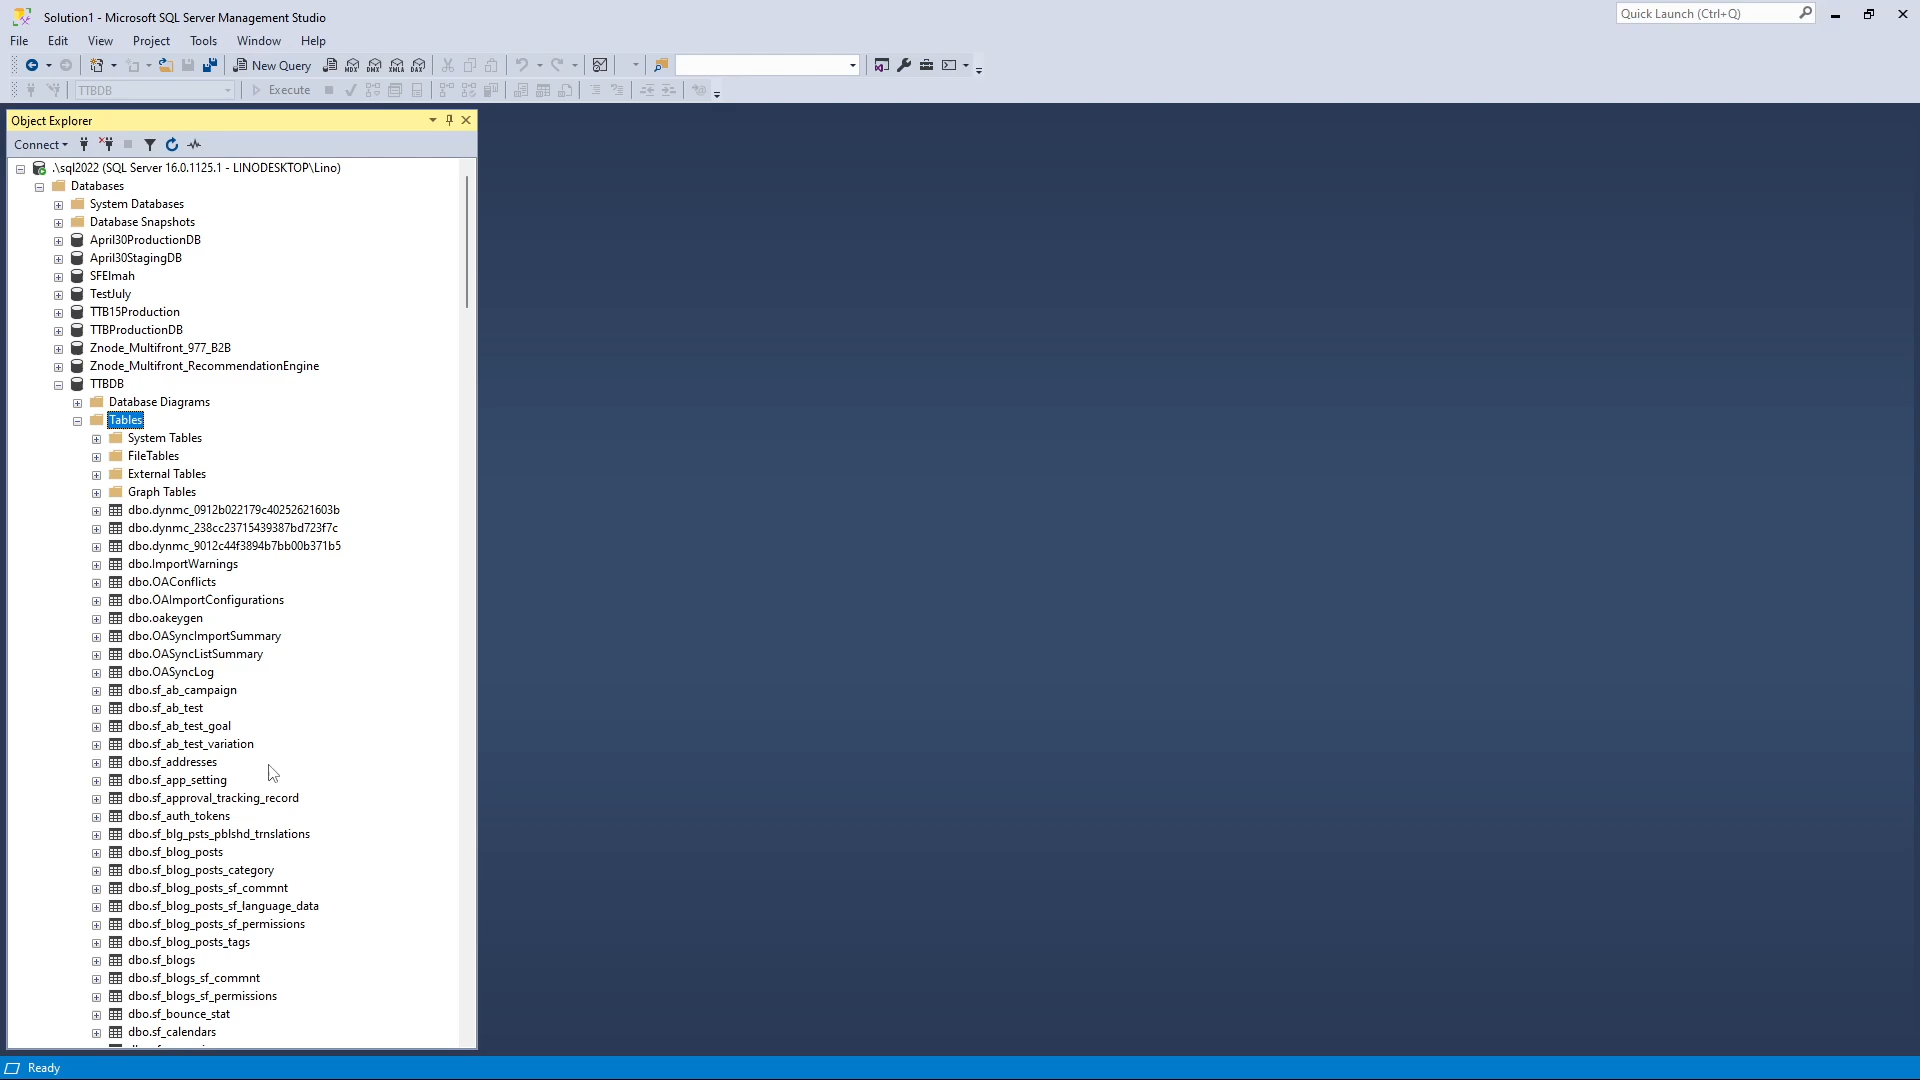 Solution1 - Microsoft SQL Server Management Studio
Quick Launch (Ctrl+Q)
File Edit View Project Tools Window Help
New Query MDX DMX XMLA DAX
TTBDB Execute
Object Explorer
Connect
.\sql2022 (SQL Server 16.0.1125.1 - LINODESKTOP\Lino)
Databases
System Databases
Database Snapshots
April30ProductionDB
April30StagingDB
SFElmah
TestJuly
TTB15Production
TTBProductionDB
Znode_Multifront_977_B2B
Znode_Multifront_RecommendationEngine
TTBDB
Database Diagrams
Tables
System Tables
FileTables
External Tables
Graph Tables
dbo.dynmc_0912b022179c40252621603b
dbo.dynmc_238cc23715439387bd723f7c
dbo.dynmc_9012c44f3894b7bb00b371b5
dbo.ImportWarnings
dbo.OAConflicts
dbo.OAImportConfigurations
dbo.oakeygen
dbo.OASyncImportSummary
dbo.OASyncListSummary
dbo.OASyncLog
dbo.sf_ab_campaign
dbo.sf_ab_test
dbo.sf_ab_test_goal
dbo.sf_ab_test_variation
dbo.sf_addresses
dbo.sf_app_setting
dbo.sf_approval_tracking_record
dbo.sf_auth_tokens
dbo.sf_blg_psts_pblshd_trnslations
dbo.sf_blog_posts
dbo.sf_blog_posts_category
dbo.sf_blog_posts_sf_commnt
dbo.sf_blog_posts_sf_language_data
dbo.sf_blog_posts_sf_permissions
dbo.sf_blog_posts_tags
dbo.sf_blogs
dbo.sf_blogs_sf_commnt
dbo.sf_blogs_sf_permissions
dbo.sf_bounce_stat
dbo.sf_calendars
Ready